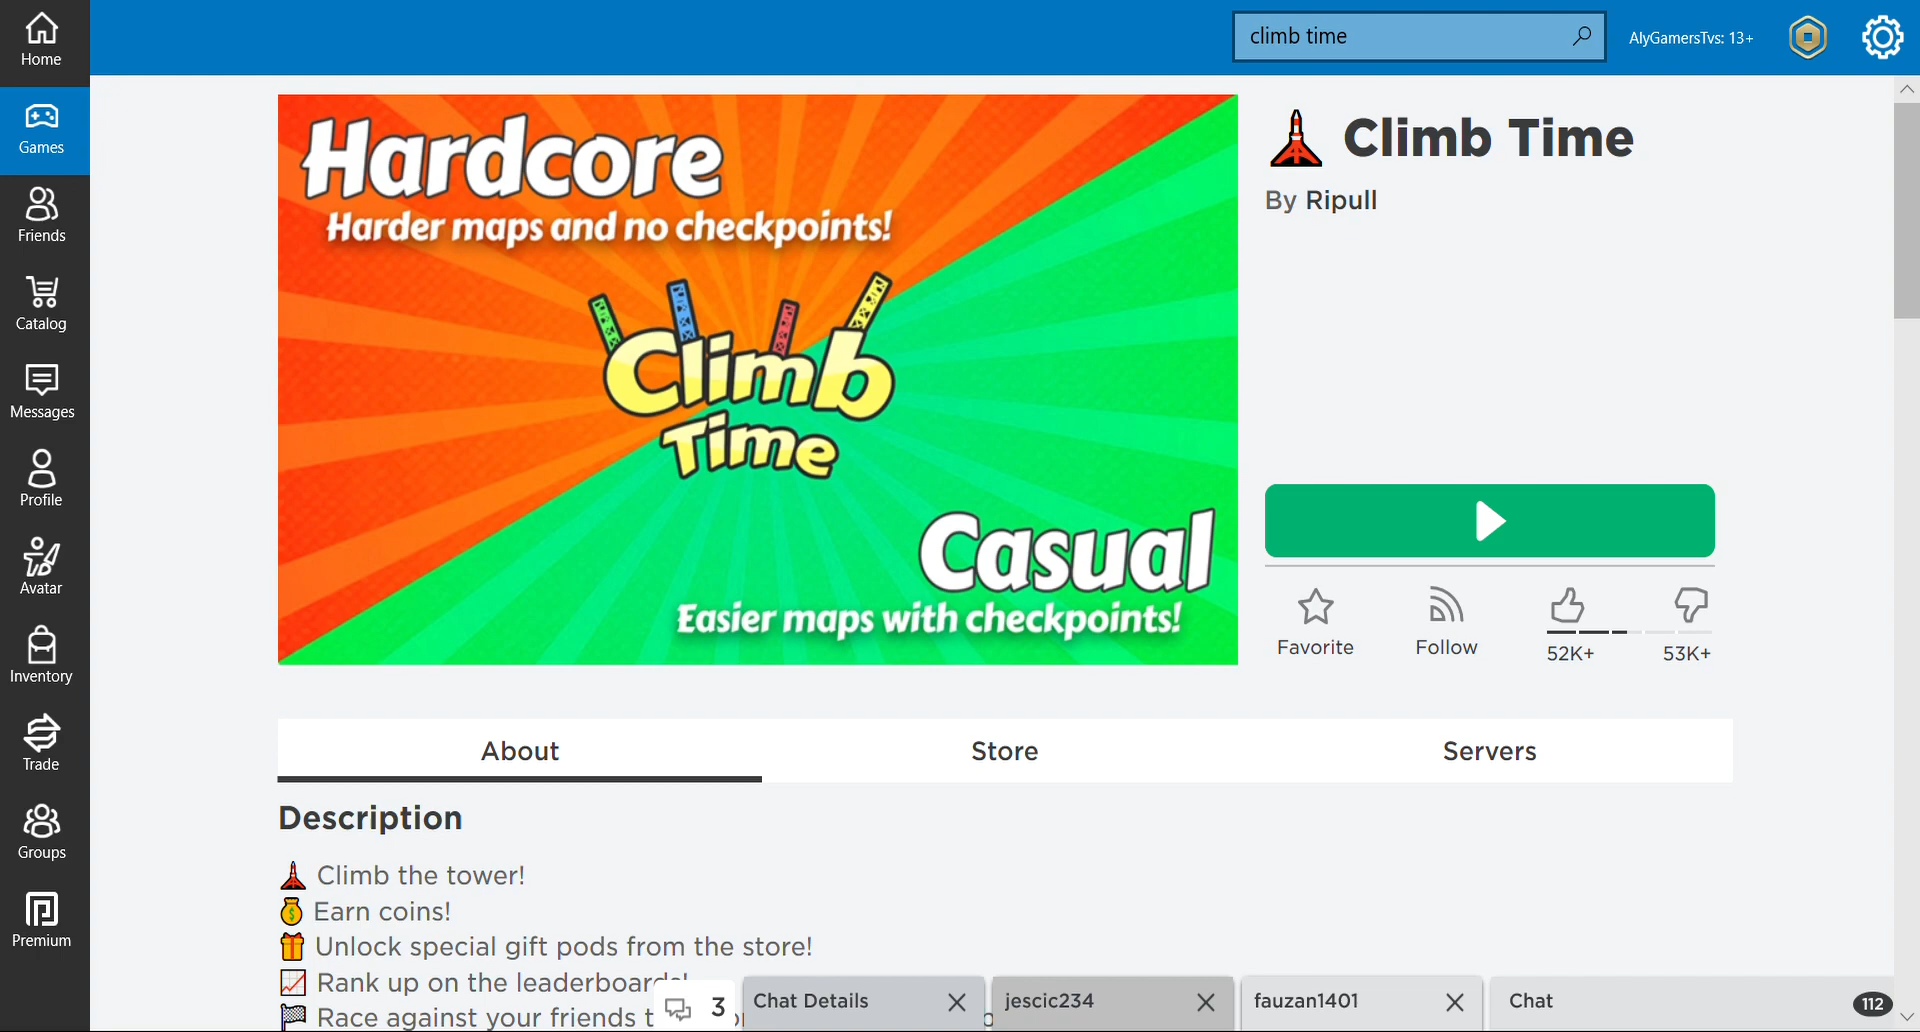 Home
climb time
AlyGamersTvs: 13+
Games
Friends
Catalog
Messages
Profile
Avatar
Inventory
Trade
Groups
Premium
Hardcore
Harder maps and no checkpoints!
Climb
Time
Casual
Easier maps with checkpoints!
Climb Time
By Ripull
Favorite
Follow
52K+
53K+
About
Store
Servers
Description
Climb the tower!
Earn coins!
Unlock special gift pods from the store!
Rank up on the leaderboards!
Race against your friends
3
Chat Details
jescic234
fauzan1401
Chat
112